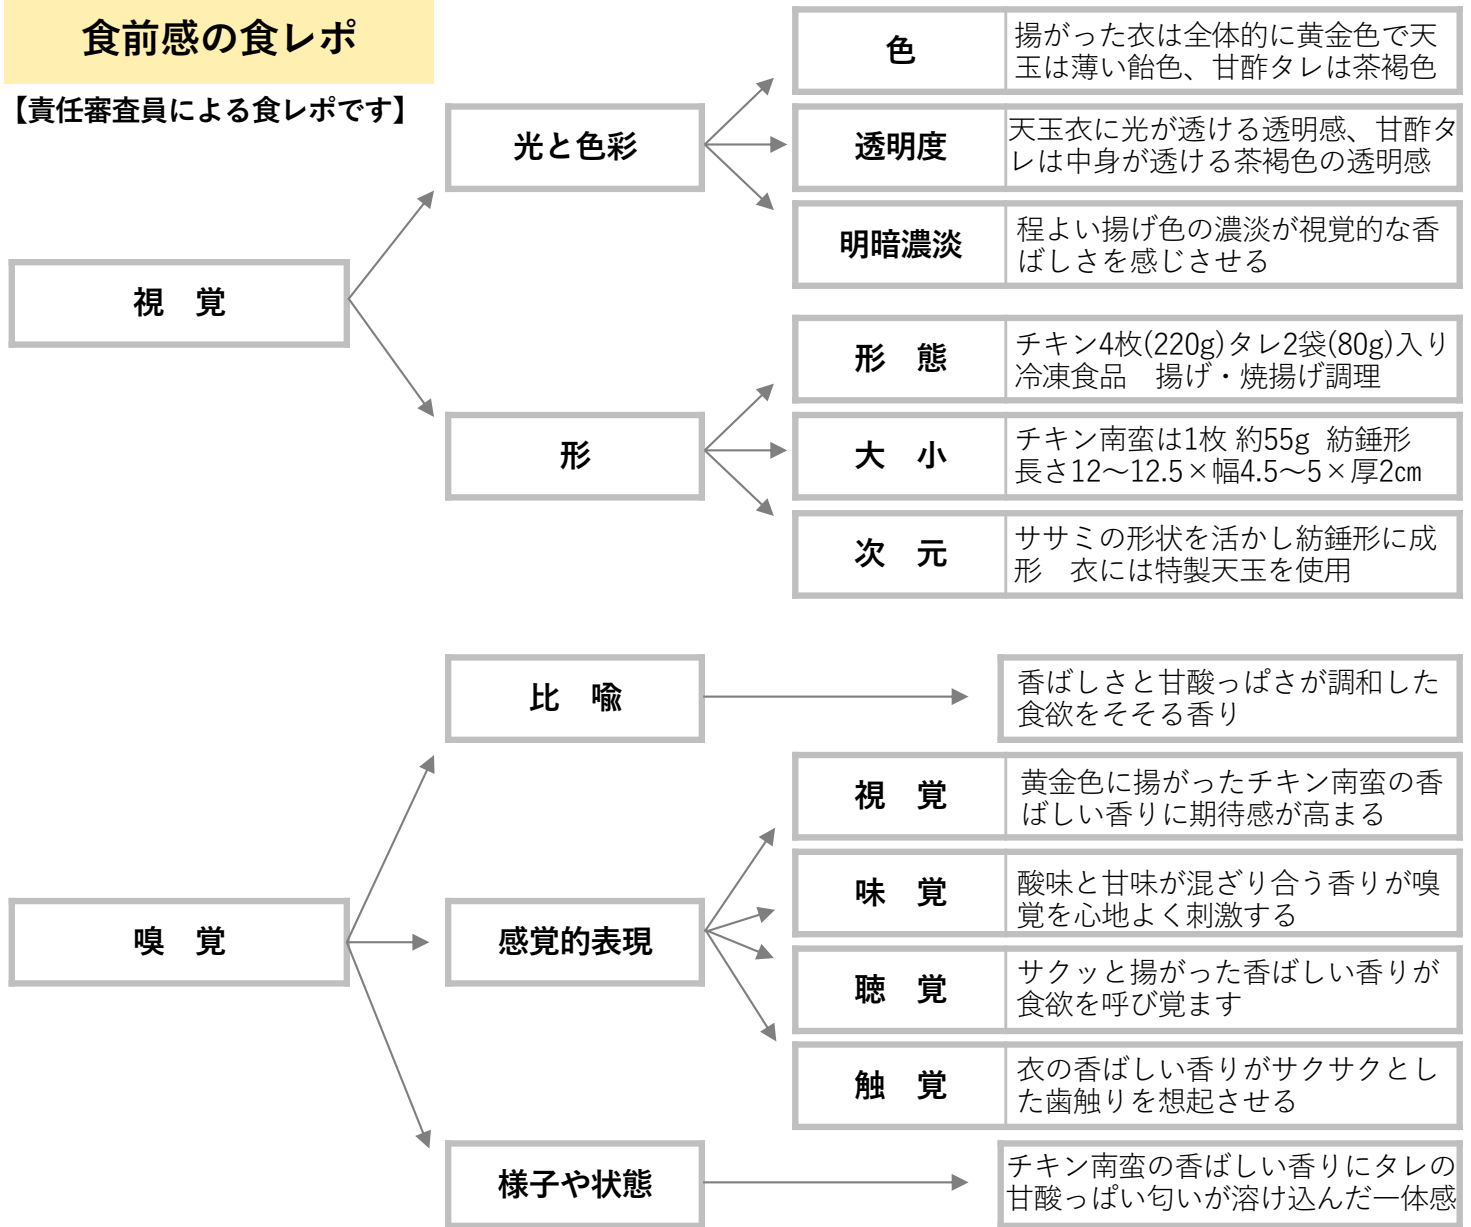 食前感の食レポ
【責任審査員による食レポです】
視　覚
光と色彩
色
揚がった衣は全体的に黄金色で天
玉は薄い飴色、甘酢タレは茶褐色
透明度
天玉衣に光が透ける透明感、甘酢タ
レは中身が透ける茶褐色の透明感
明暗濃淡
程よい揚げ色の濃淡が視覚的な香
ばしさを感じさせる
形
形　態
チキン4枚(220g)タレ2袋(80g)入り
冷凍食品　揚げ・焼揚げ調理
大　小
チキン南蛮は1枚 約55g 紡錘形
長さ12～12.5×幅4.5～5×厚2㎝
次　元
ササミの形状を活かし紡錘形に成
形　衣には特製天玉を使用
嗅　覚
比　喩
香ばしさと甘酸っぱさが調和した
食欲をそそる香り
感覚的表現
視　覚
黄金色に揚がったチキン南蛮の香
ばしい香りに期待感が高まる
味　覚
酸味と甘味が混ざり合う香りが嗅
覚を心地よく刺激する
聴　覚
サクッと揚がった香ばしい香りが
食欲を呼び覚ます
触　覚
衣の香ばしい香りがサクサクとし
た歯触りを想起させる
様子や状態
チキン南蛮の香ばしい香りにタレの
甘酸っぱい匂いが溶け込んだ一体感